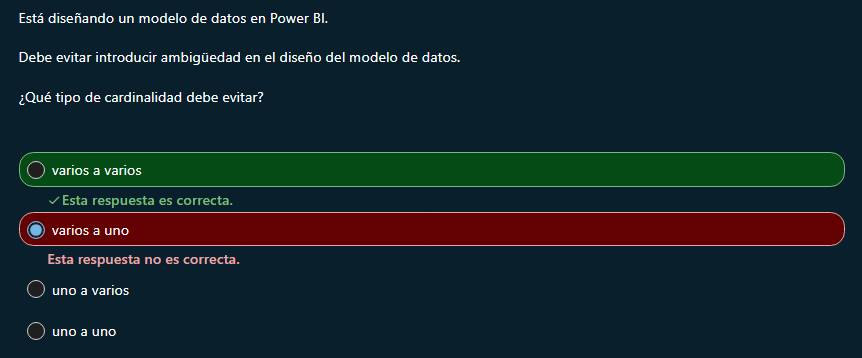 Está diseñando un modelo de datos en Power BI.
Debe evitar introducir ambigüedad en el diseño del modelo de datos.
¿Qué tipo de cardinalidad debe evitar?
varios a varios
Esta respuesta es correcta.
varios a uno
Esta respuesta no es correcta.
uno a varios
uno a uno